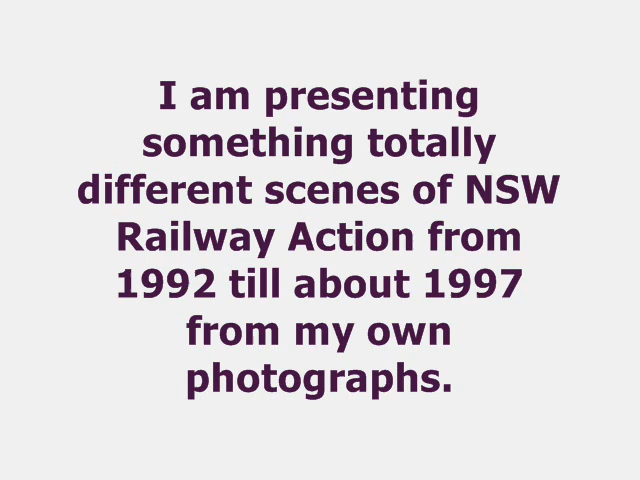 I am presenting
something totally
different scenes of NSW
Railway Action from
1992 till about 1997
from my own
photographs.